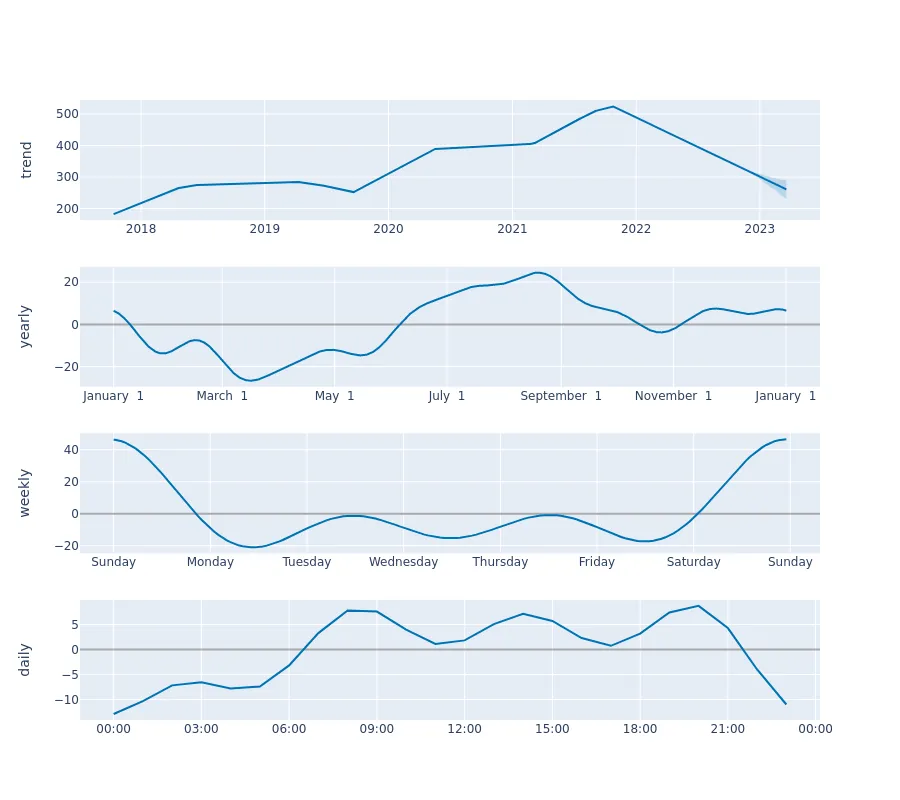 trend
500
400
300
200
2018 2019 2020 2021 2022 2023
yearly
20
0
−20
January 1 March 1 May 1 July 1 September 1 November 1 January 1
weekly
40
20
0
−20
Sunday Monday Tuesday Wednesday Thursday Friday Saturday Sunday
daily
5
0
−5
−10
00:00 03:00 06:00 09:00 12:00 15:00 18:00 21:00 00:00